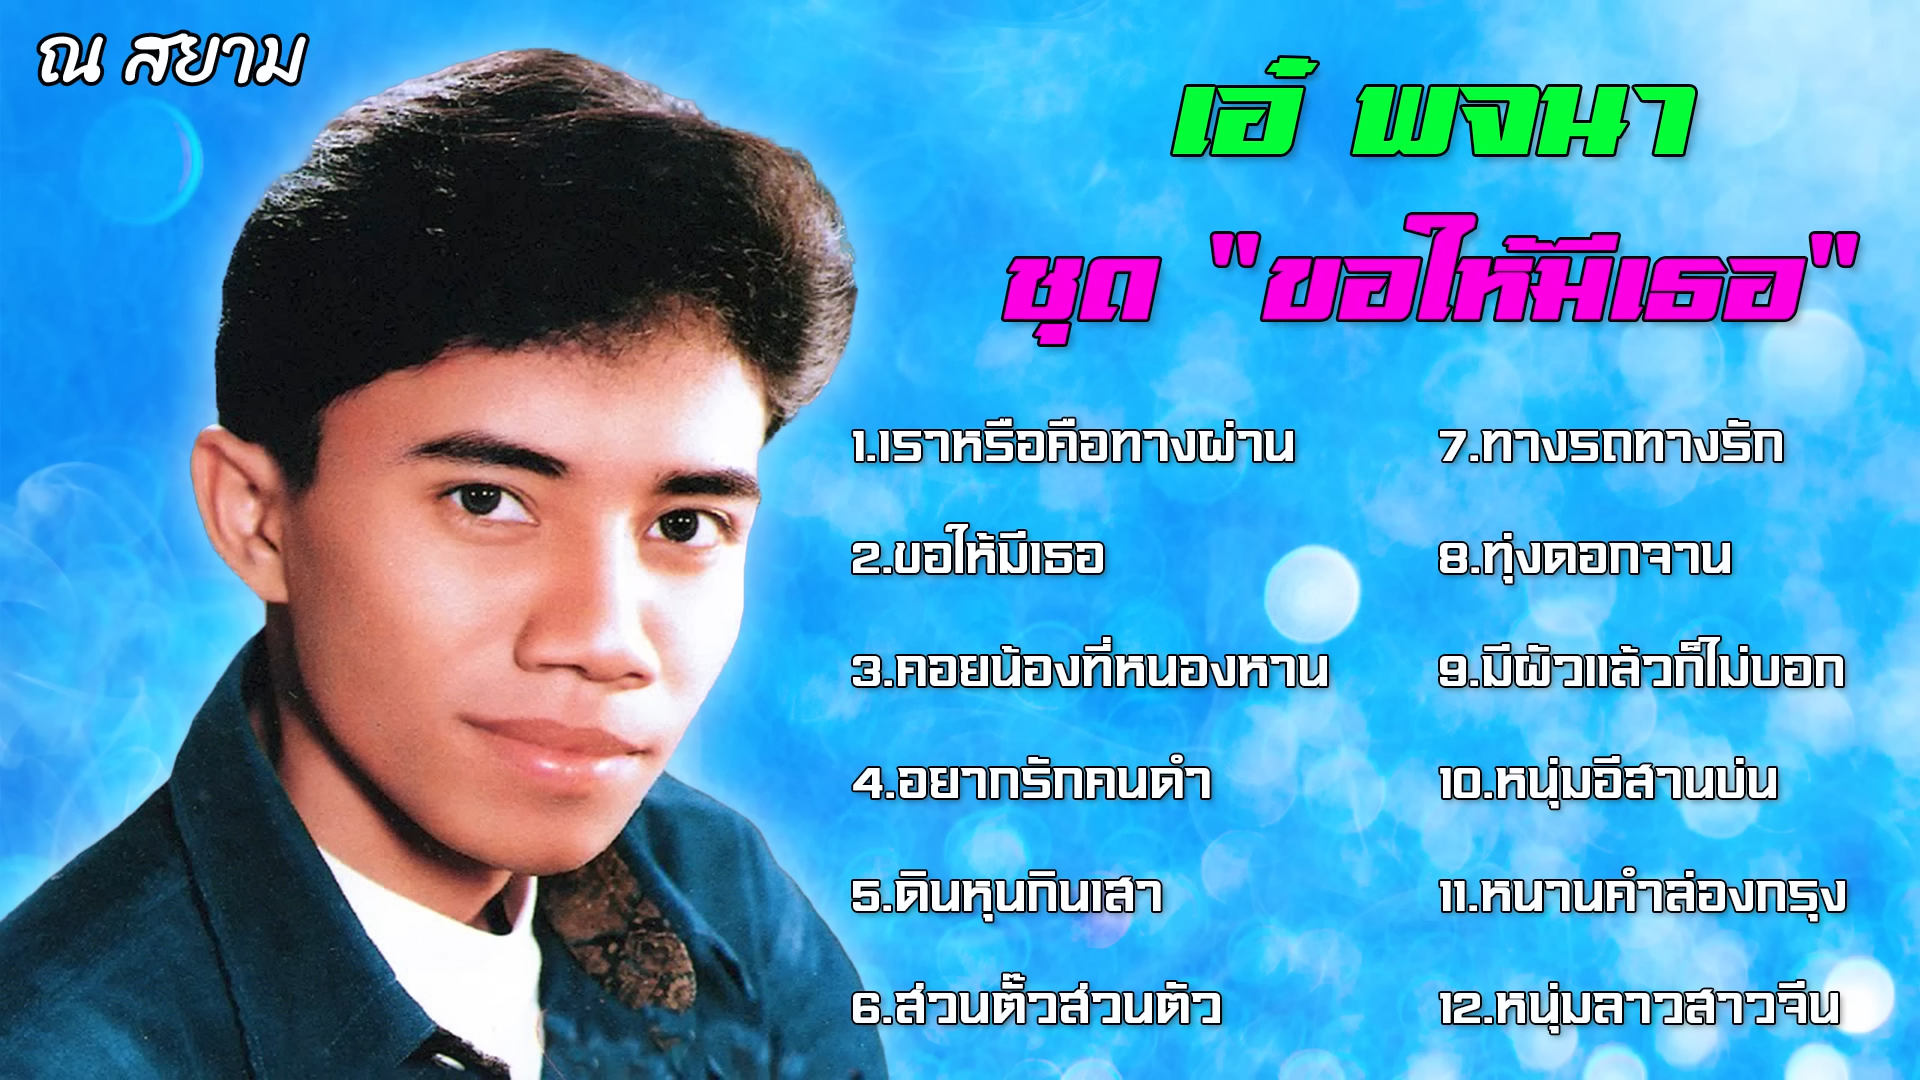 ณ สยาม
เอ๋ พจนา
ชุด "ขอให้มีเธอ"
1.เราหรือคือทางผ่าน
2.ขอให้มีเธอ
3.คอยน้องที่หนองหาน
4.อยากรักคนดำ
5.ดินหุนกินเสา
6.ส่วนตั๊วส่วนตัว
7.ทางรถทางรัก
8.ทุ่งดอกจาน
9.มีผัวแล้วก็ไม่บอก
10.หนุ่มอีสานบ่น
11.หนานคำล่องกรุง
12.หนุ่มลาวสาวจีน